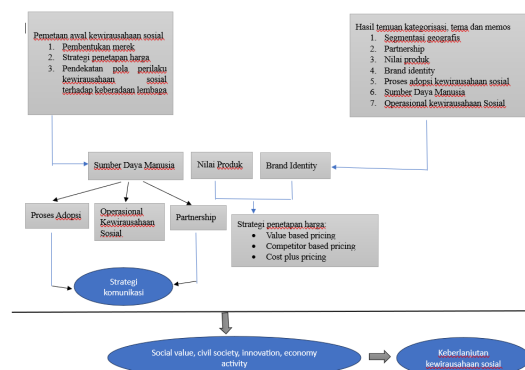 Pemetaan awal kewirausahaan sosial
1. Pembentukan merek
2. Strategi penetapan harga
3. Pendekatan pola perilaku
kewirausahaan sosial
terhadap keberadaan lembaga
Hasil temuan kategorisasi, tema dan memos
1. Segmentasi geografis
2. Partnership
3. Nilai produk
4. Brand identity
5. Proses adopsi kewirausahaan sosial
6. Sumber Daya Manusia
7. Operasional kewirausahaan Sosial
Sumber Daya Manusia
Nilai Produk
Brand Identity
Proses Adopsi
Operasional
Kewirausahaan
Sosial
Partnership
Strategi penetapan harga:
• Value based pricing
• Competitor based pricing
• Cost plus pricing
Strategi
komunikasi
Social value, civil society, innovation, economy
activity
Keberlanjutan
kewirausahaan sosial